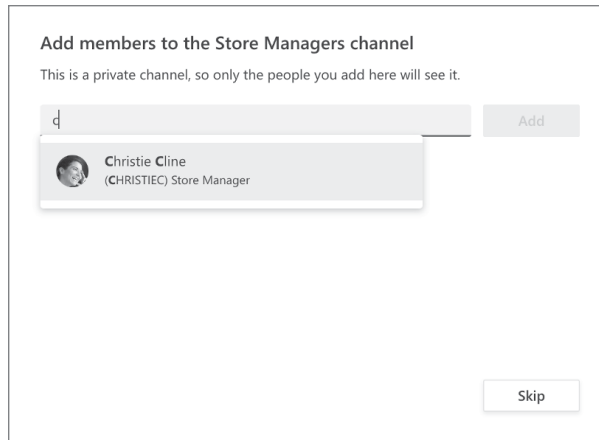 Add members to the Store Managers channel
This is a private channel, so only the people you add here will see it.
c
Add
Christie Cline
(CHRISTIEC) Store Manager
Skip